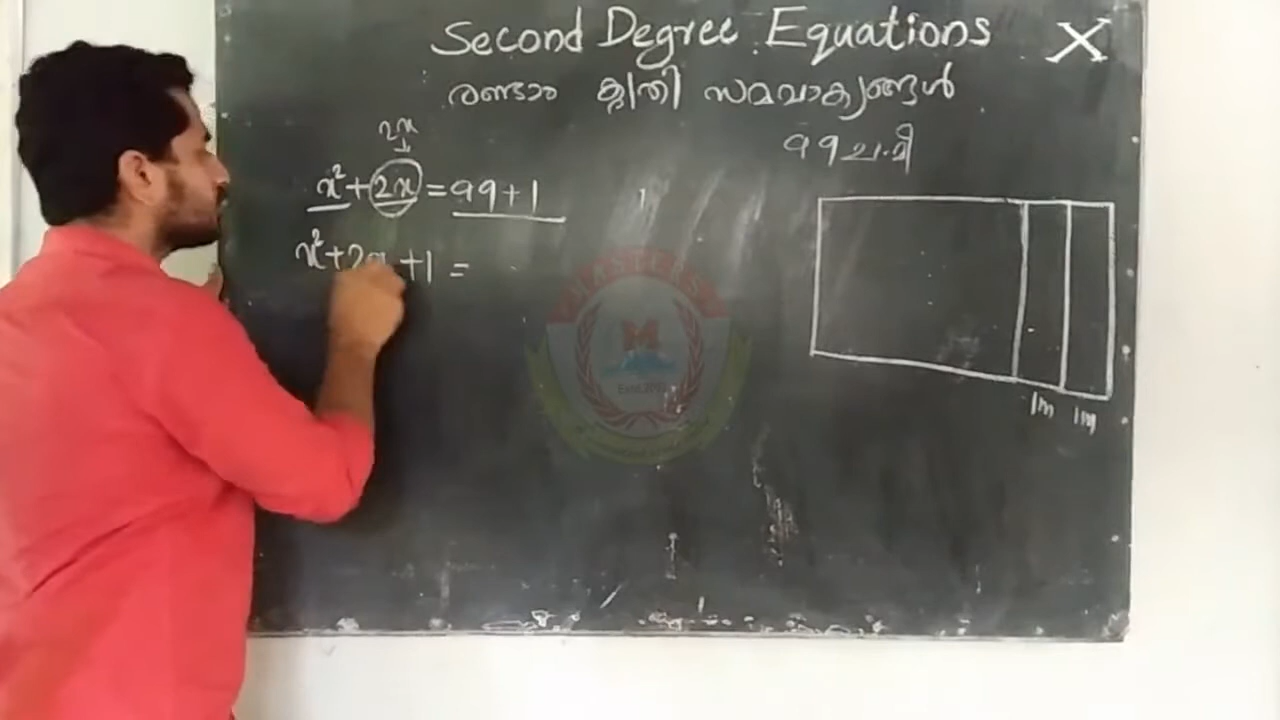 Second Degree Equations X
രണ്ടാം കൃതി സമവാക്യങ്ങൾ
99 ച.മീ
2x
x²+2x=99+1
x²+2x+1=
1m 1m
M